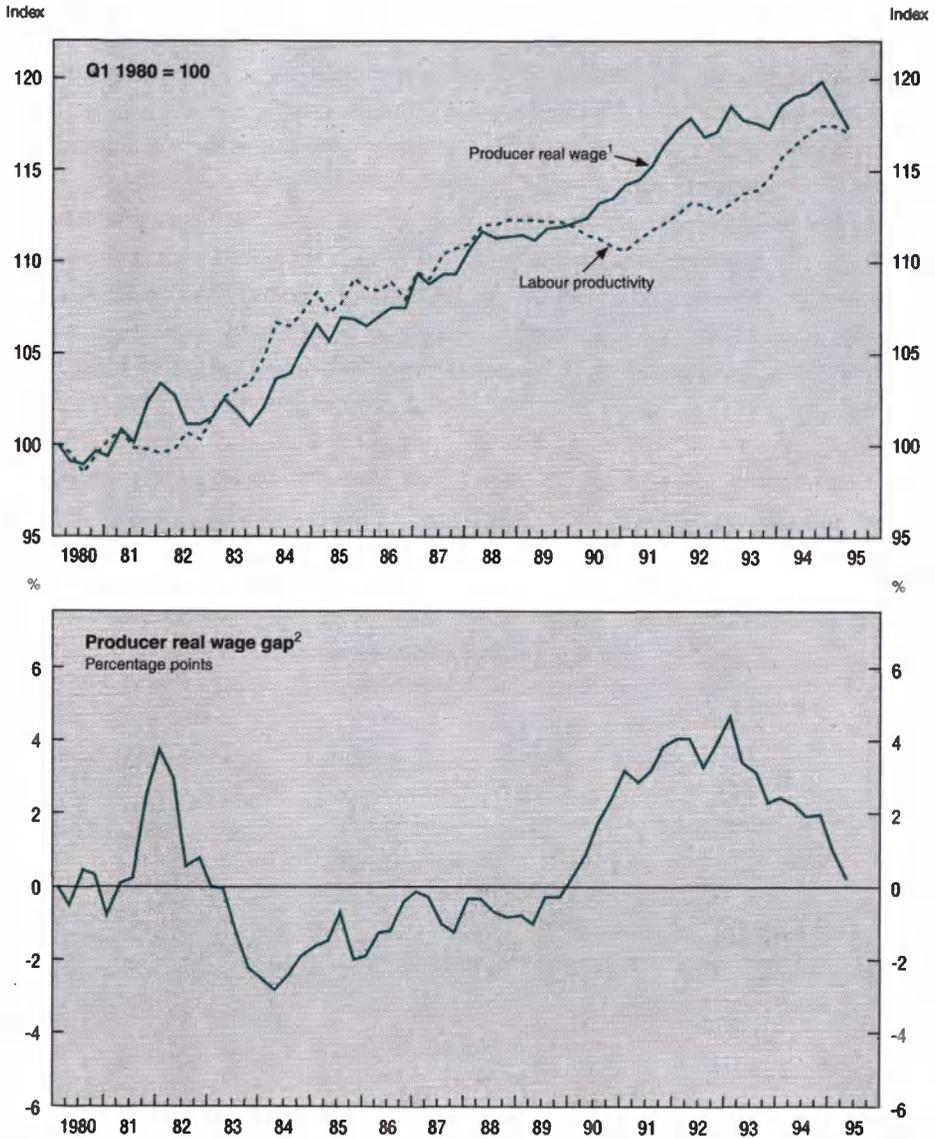 Index Index
Q1 1980 = 100
120 120
Producer real wage¹
115 115
110 110
Labour productivity
105 105
100 100
95 95
1980 81 82 83 84 85 86 87 88 89 90 91 92 93 94 95
% %
Producer real wage gap²
Percentage points
6 6
4 4
2 2
0 0
-2 -2
-4 -4
-6 -6
1980 81 82 83 84 85 86 87 88 89 90 91 92 93 94 95